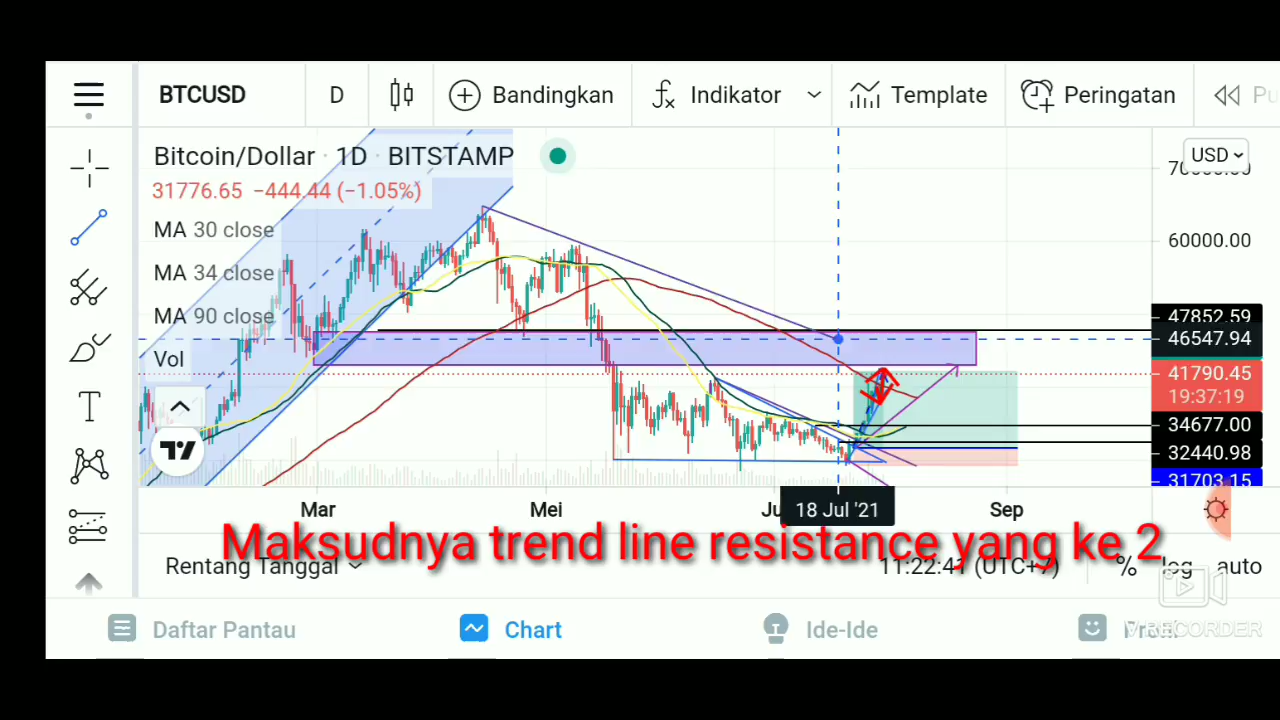 BTCUSD D Bandingkan Indikator Template Peringatan
Bitcoin/Dollar · 1D · BITSTAMP
USD
31776.65 −444.44 (−1.05%)
MA 30 close
MA 34 close
MA 90 close
Vol
70000.00
60000.00
47852.59
46547.94
41790.45
19:37:19
34677.00
32440.98
31703.15
Mar Mei 18 Jul '21 Sep
Maksudnya trend line resistance yang ke 2
Rentang Tanggal 11:22:41 (UTC+7) % log auto
Daftar Pantau Chart Ide-Ide
RECORDER